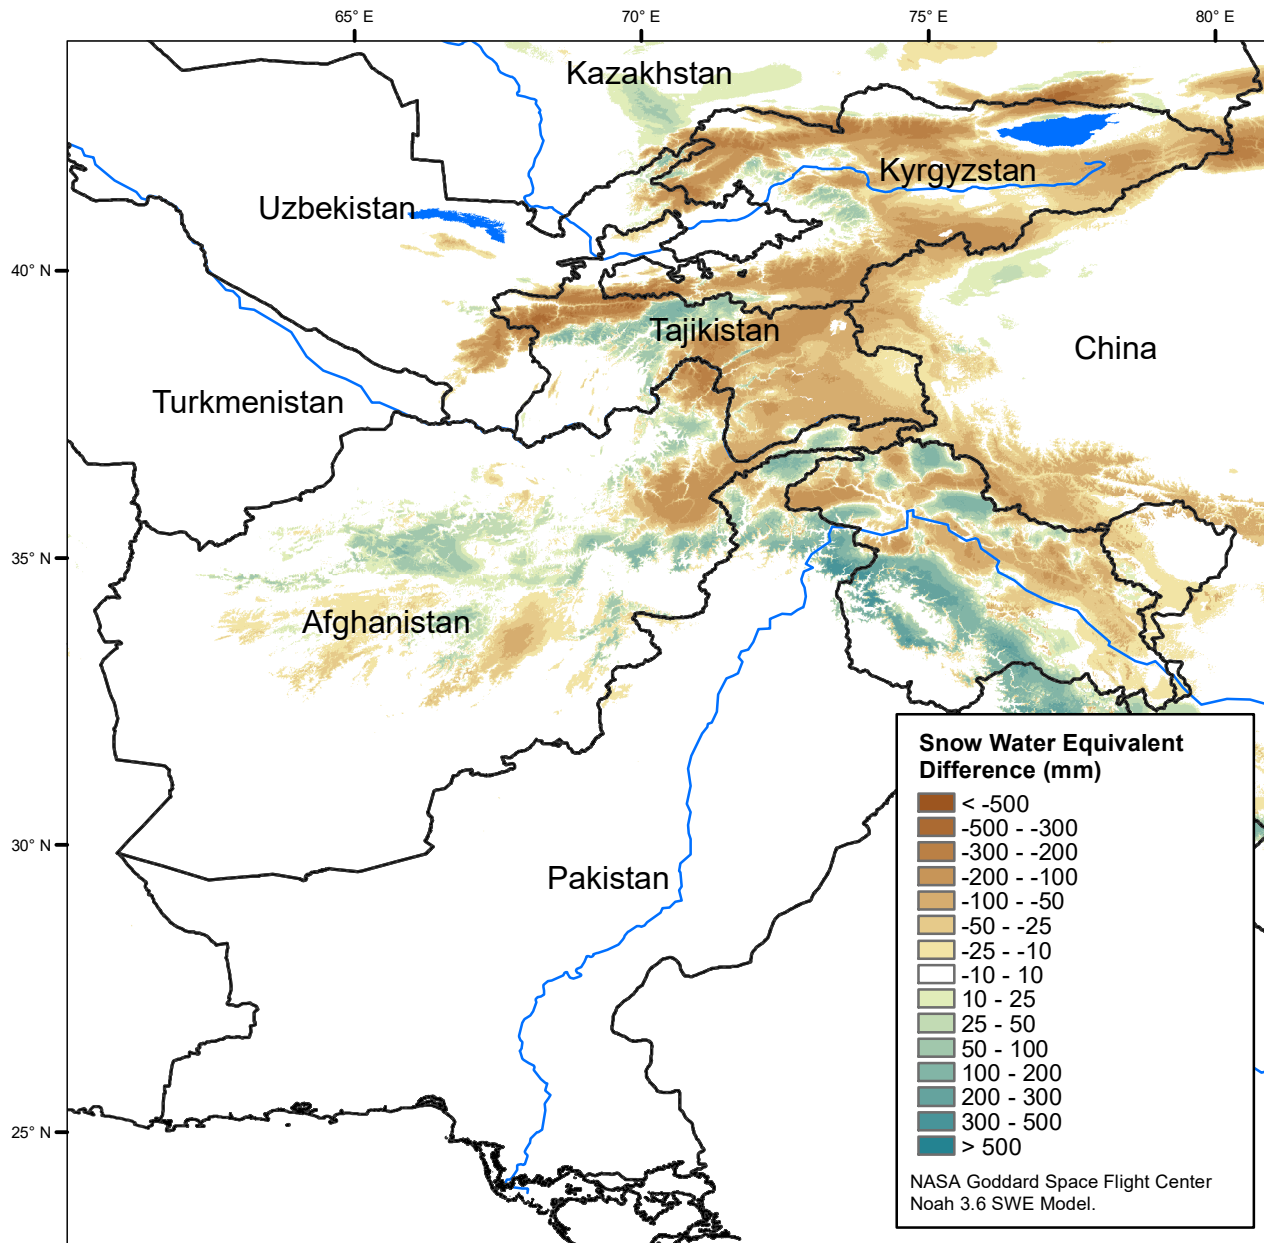 65° E
70° E
75° E
80° E
Kazakhstan
Kyrgyzstan
Uzbekistan
40° N
Tajikistan
China
Turkmenistan
35° N
Afghanistan
Snow Water Equivalent
Difference (mm)
< -500
-500 - -300
30° N
-300 - -200
Pakistan
-200 - -100
-100 - -50
-50 - -25
-25 - -10
-10 - 10
10 - 25
25 - 50
50 - 100
100 - 200
200 - 300
300 - 500
25° N
> 500
NASA Goddard Space Flight Center
Noah 3.6 SWE Model.